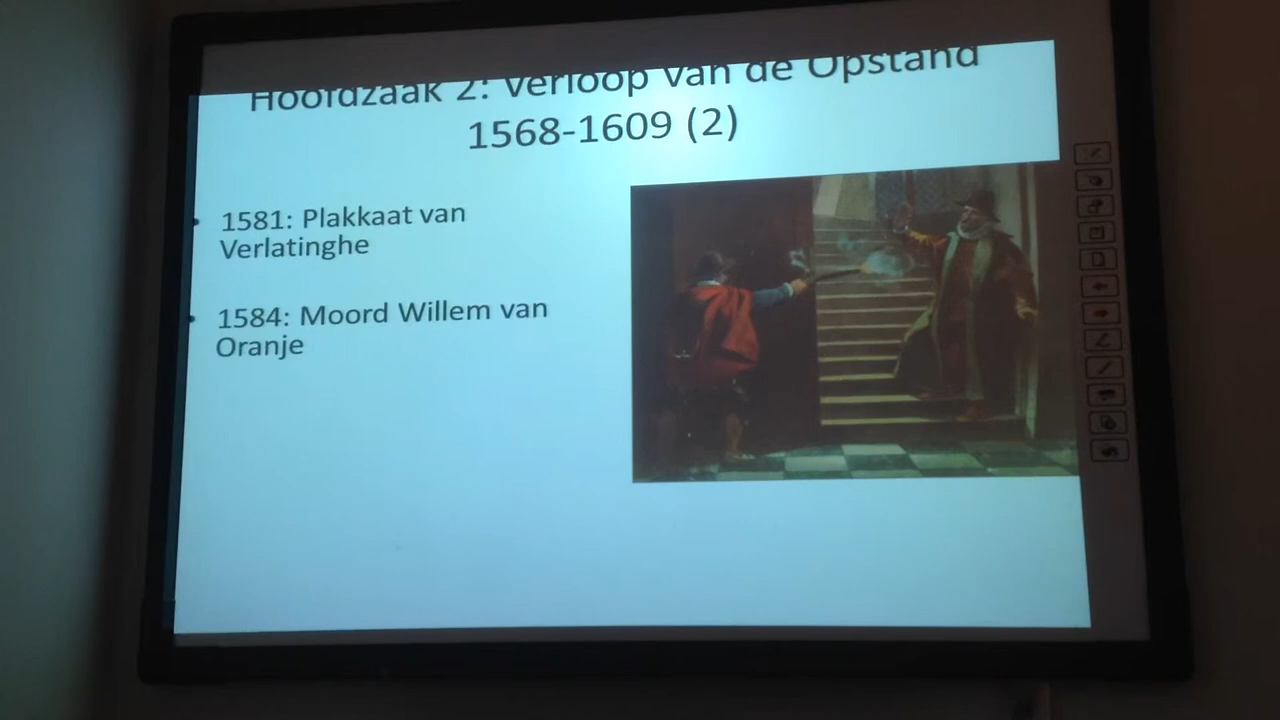 Hoofdzaak 2: Verloop van de Opstand
1568-1609 (2)
• 1581: Plakkaat van
Verlatinghe
• 1584: Moord Willem van
Oranje